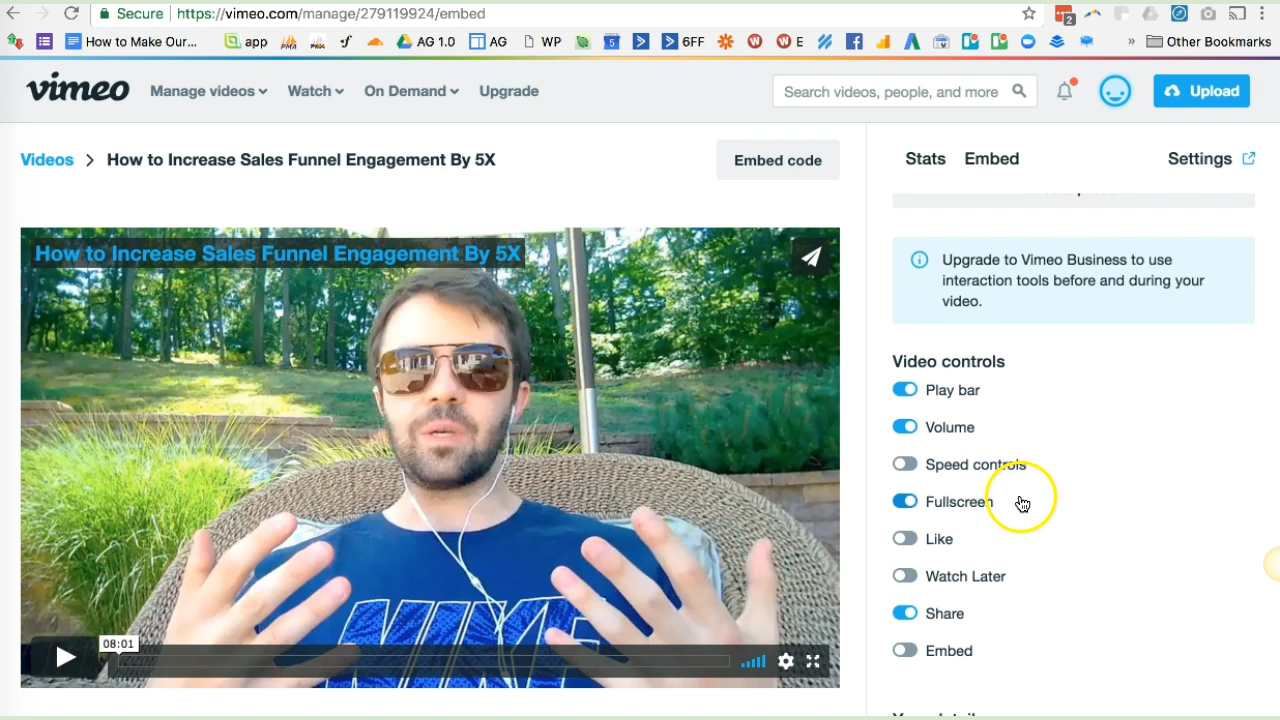 Secure
https://vimeo.com/manage/279119924/embed
2
How to Make Our...
app
AG 1.0
AG
WP
5
6FF
W
W E
»
Other Bookmarks
vimeo
Manage videos
Watch
On Demand
Upgrade
Search videos, people, and more
Upload
Videos > How to Increase Sales Funnel Engagement By 5X
Embed code
How to Increase Sales Funnel Engagement By 5X
NIKE
08:01
Stats
Embed
Settings
Upgrade to Vimeo Business to use
interaction tools before and during your
video.
Video controls
Play bar
Volume
Speed controls
Fullscreen
Like
Watch Later
Share
Embed